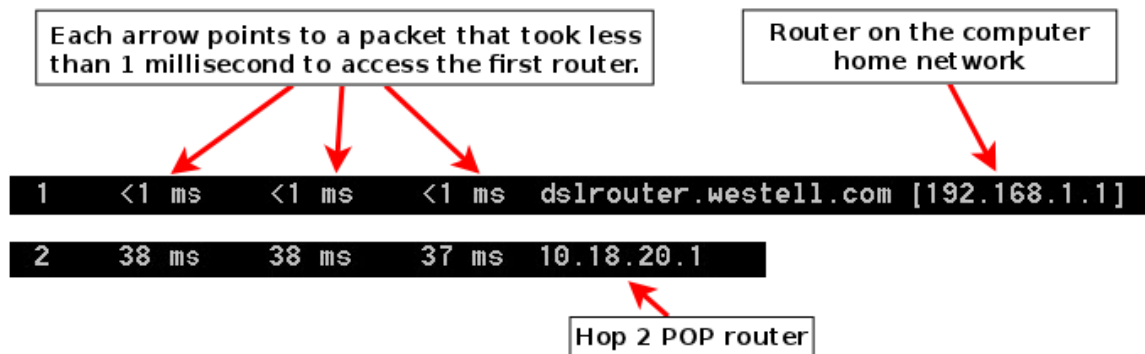 Each arrow points to a packet that took less
than 1 millisecond to access the first router.
Router on the computer
home network
1 <1 ms <1 ms <1 ms dslrouter.westell.com [192.168.1.1]
2 38 ms 38 ms 37 ms 10.18.20.1
Hop 2 POP router